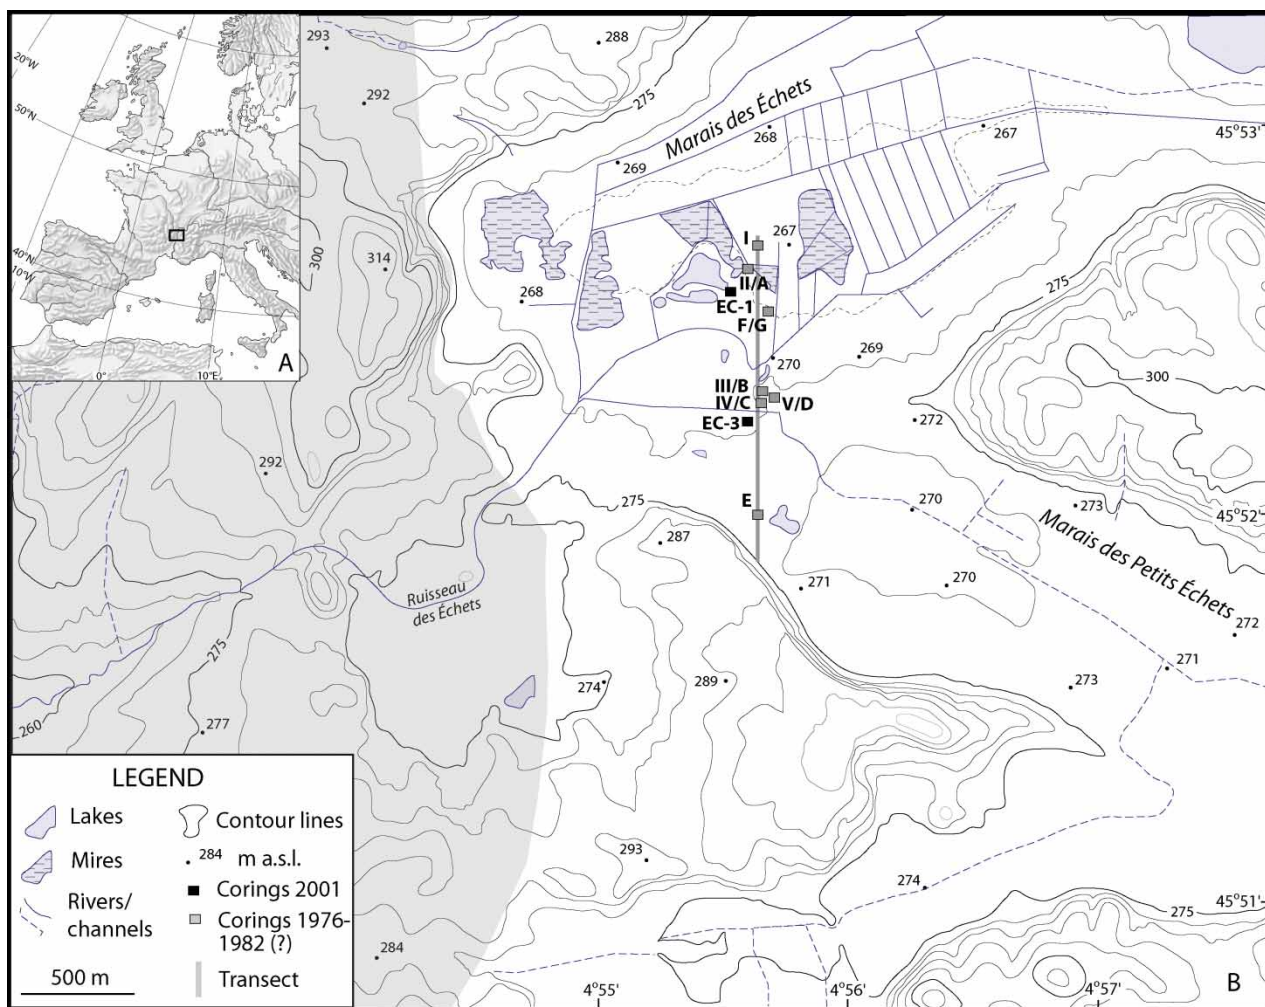 20°W
50°N
40°N
10°W
0°
10°E
A
293
288
292
275
Marais des Échets
268
267
45°53'
269
300
314
268
I
267
II/A
EC-1
F/G
275
270
269
300
III/B
IV/C
V/D
EC-3
272
292
275
E
270
273
45°52'
287
Marais des Petits Échets
Ruisseau
des Échets
271
270
272
275
271
274
289
273
260
277
LEGEND
Lakes
Contour lines
Mires
284 m a.s.l.
Corings 2001
Rivers/
channels
Corings 1976-
1982 (?)
500 m
Transect
293
274
45°51'
275
284
4°55'
4°56'
4°57'
B